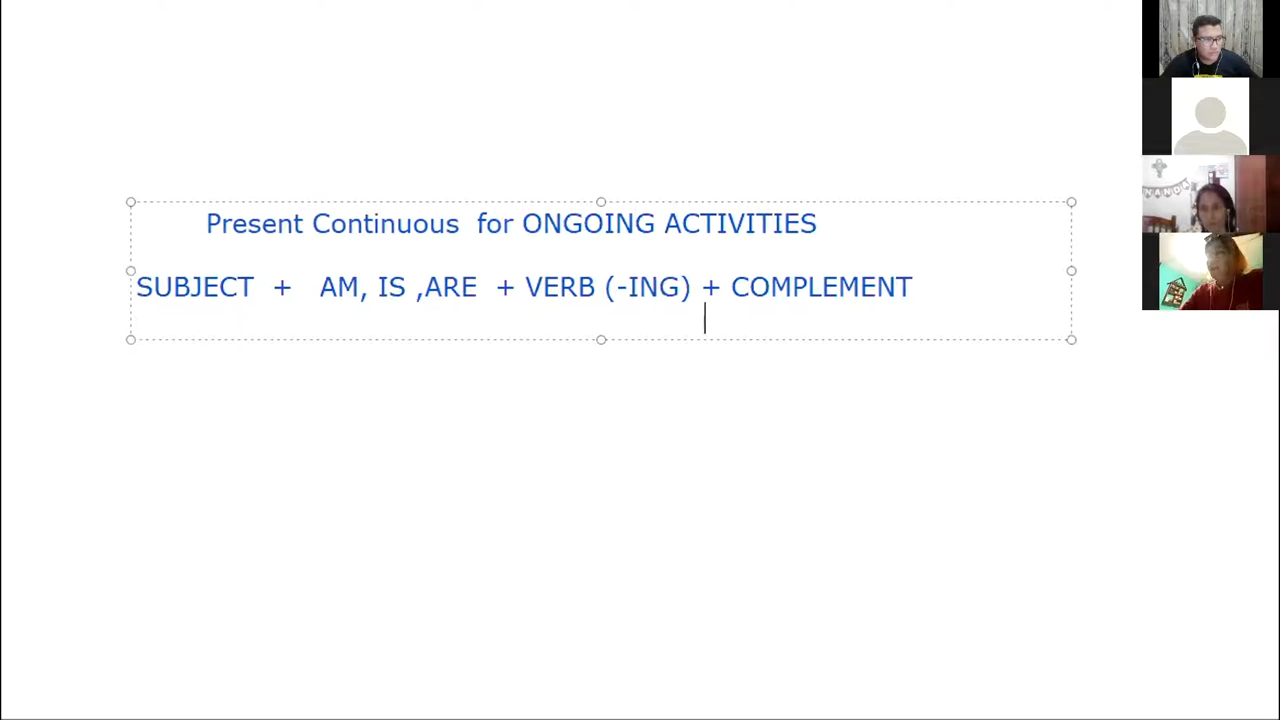 Present Continuous  for ONGOING ACTIVITIES
SUBJECT  +   AM, IS ,ARE  + VERB (-ING) + COMPLEMENT